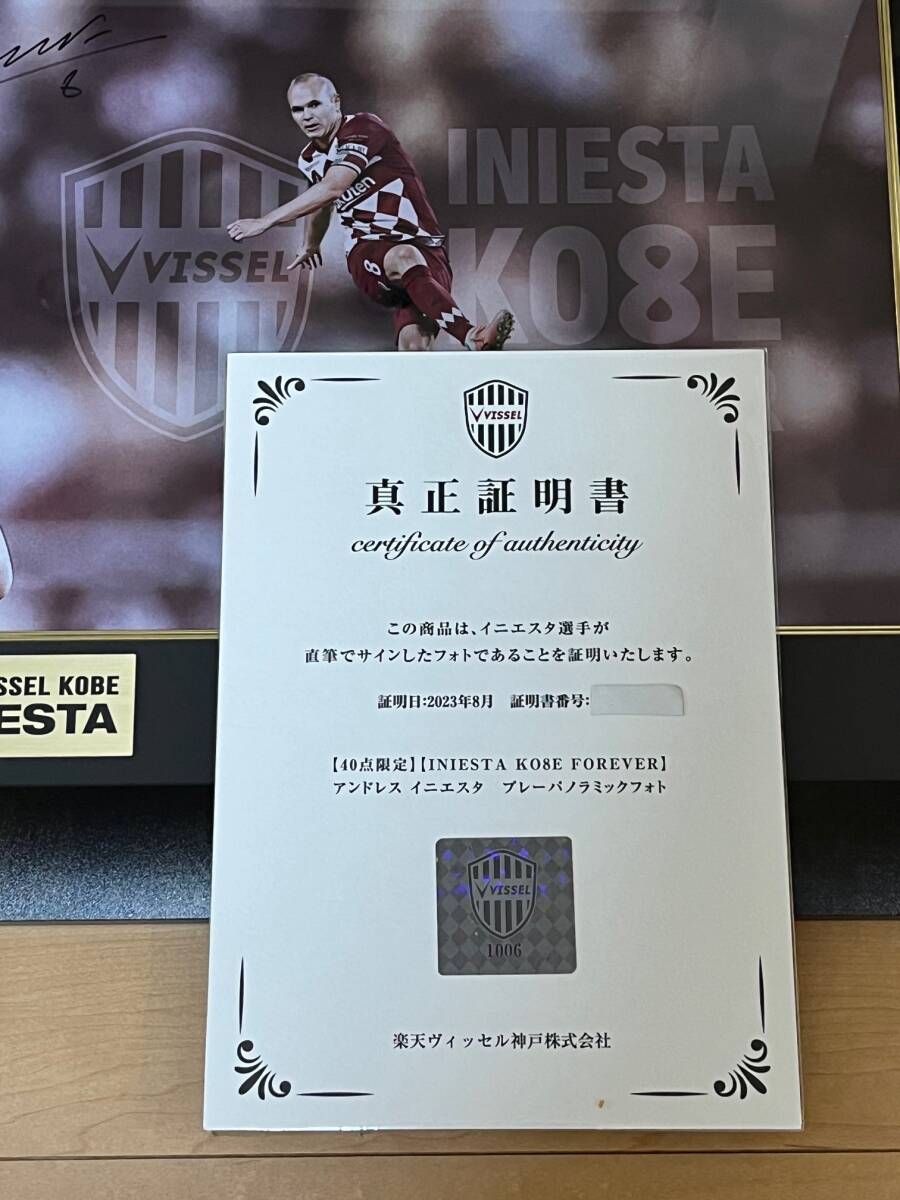 8
INIESTA
KO8E
VISSEL
8
VISSEL
真正証明書
certificate of authenticity
この商品は、イニエスタ選手が
直筆でサインしたフォトであることを証明いたします。
証明日:2023年8月 証明書番号:
【40点限定】【INIESTA KO8E FOREVER】
アンドレス イニエスタ プレーパノラミックフォト
VISSEL
1006
楽天ヴィッセル神戸株式会社
SSEL KOBE
ESTA